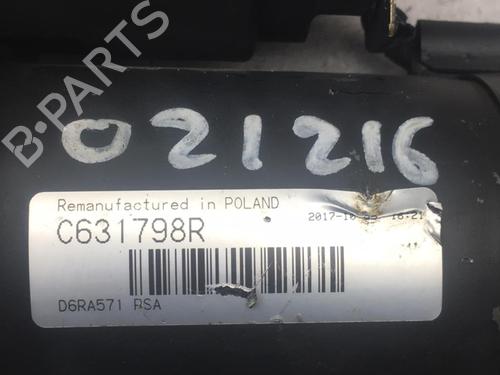 B-PARTS
021216
Remanufactured in POLAND
C631798R
D6RA571 RSA